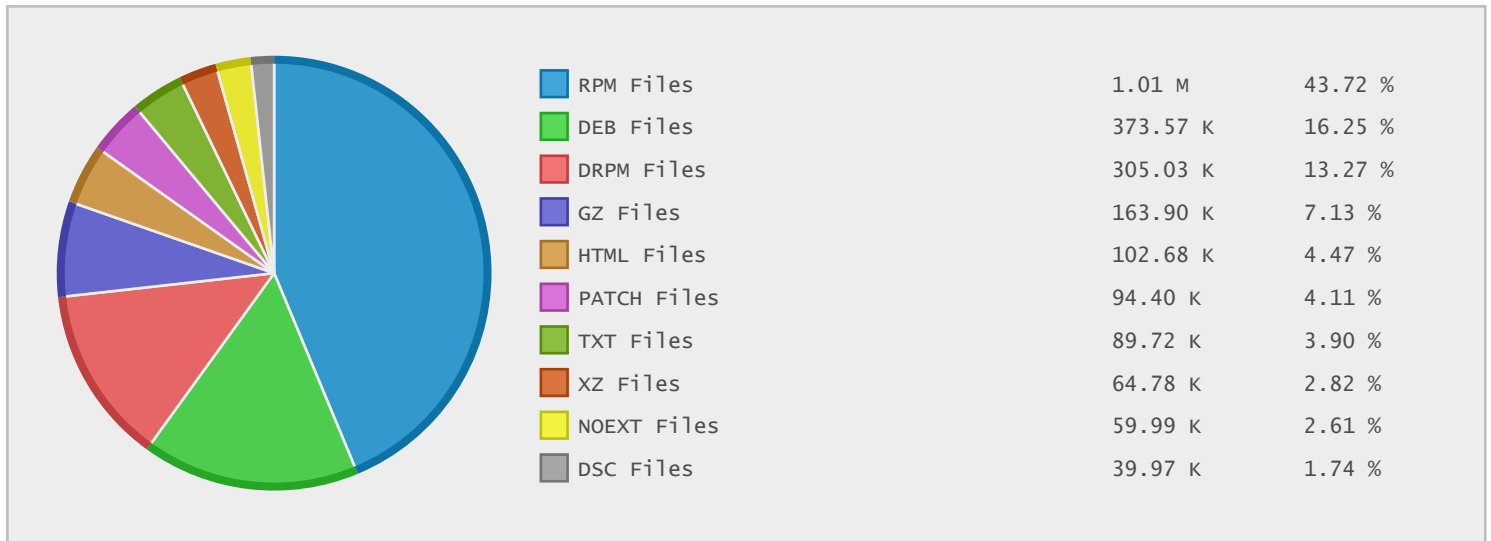 RPM Files 1.01 M 43.72 %
DEB Files 373.57 K 16.25 %
DRPM Files 305.03 K 13.27 %
GZ Files 163.90 K 7.13 %
HTML Files 102.68 K 4.47 %
PATCH Files 94.40 K 4.11 %
TXT Files 89.72 K 3.90 %
XZ Files 64.78 K 2.82 %
NOEXT Files 59.99 K 2.61 %
DSC Files 39.97 K 1.74 %